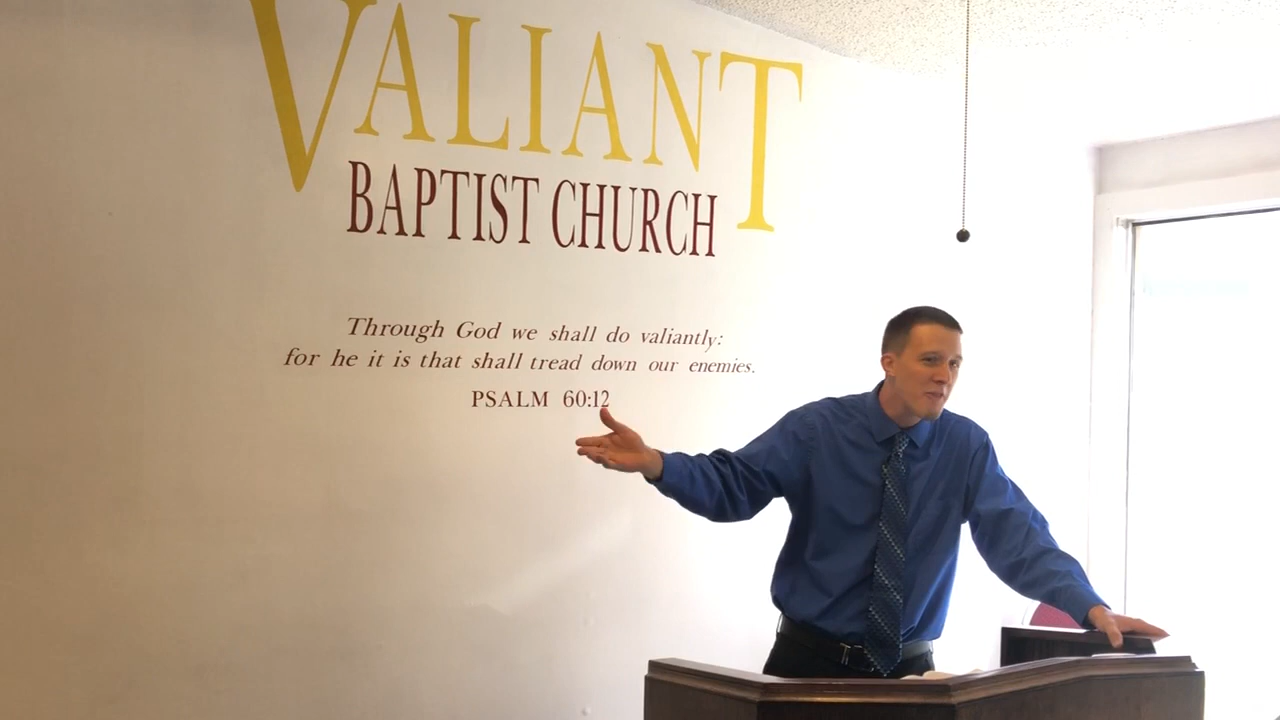 VALIANT
BAPTIST CHURCH
Through God we shall do valiantly:
for he it is that shall tread down our enemies.
PSALM 60:12